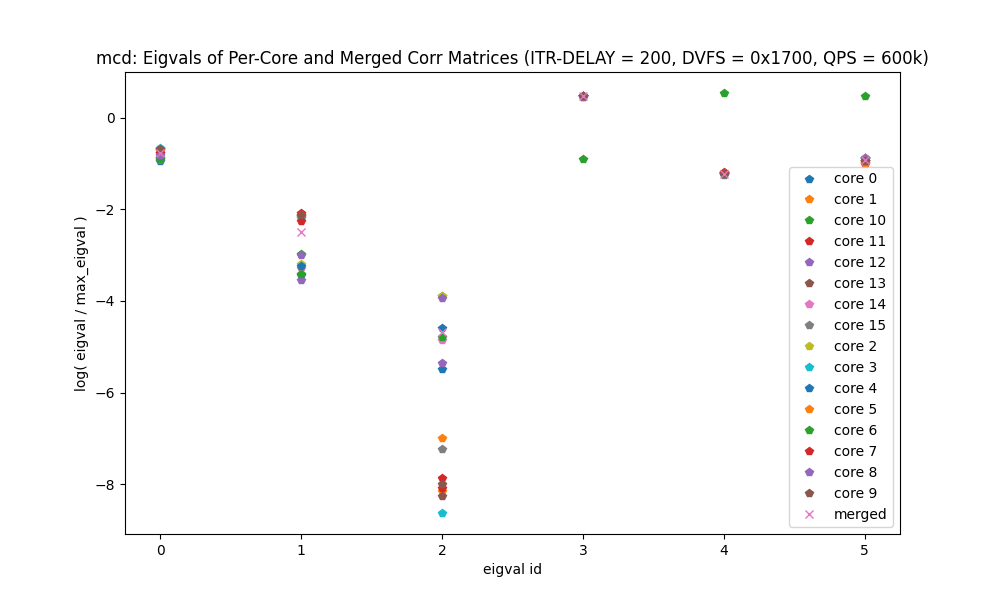 mcd: Eigvals of Per-Core and Merged Corr Matrices (ITR-DELAY = 200, DVFS = 0x1700, QPS = 600k)
log( eigval / max_eigval )
0
−2
−4
−6
−8
core 0
core 1
core 10
core 11
core 12
core 13
core 14
core 15
core 2
core 3
core 4
core 5
core 6
core 7
core 8
core 9
merged
0 1 2 3 4 5
eigval id